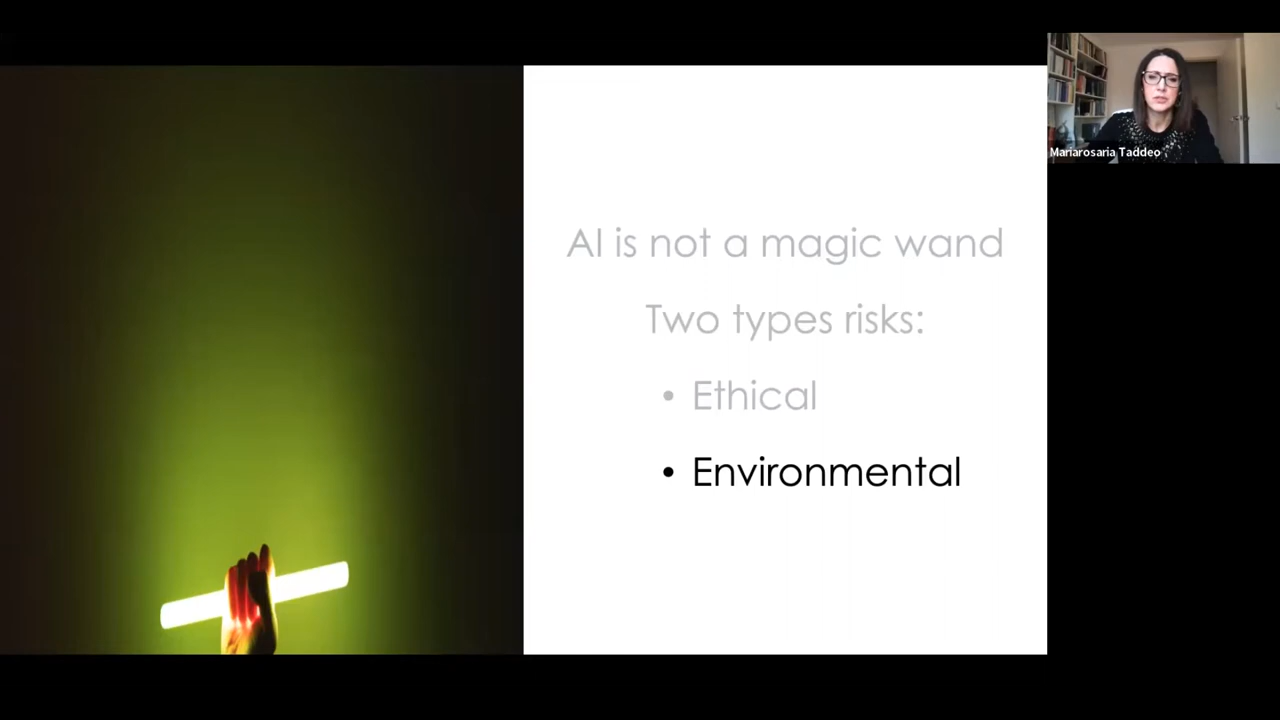 AI is not a magic wand
Two types risks:
• Ethical
• Environmental
Mariarosaria Taddeo